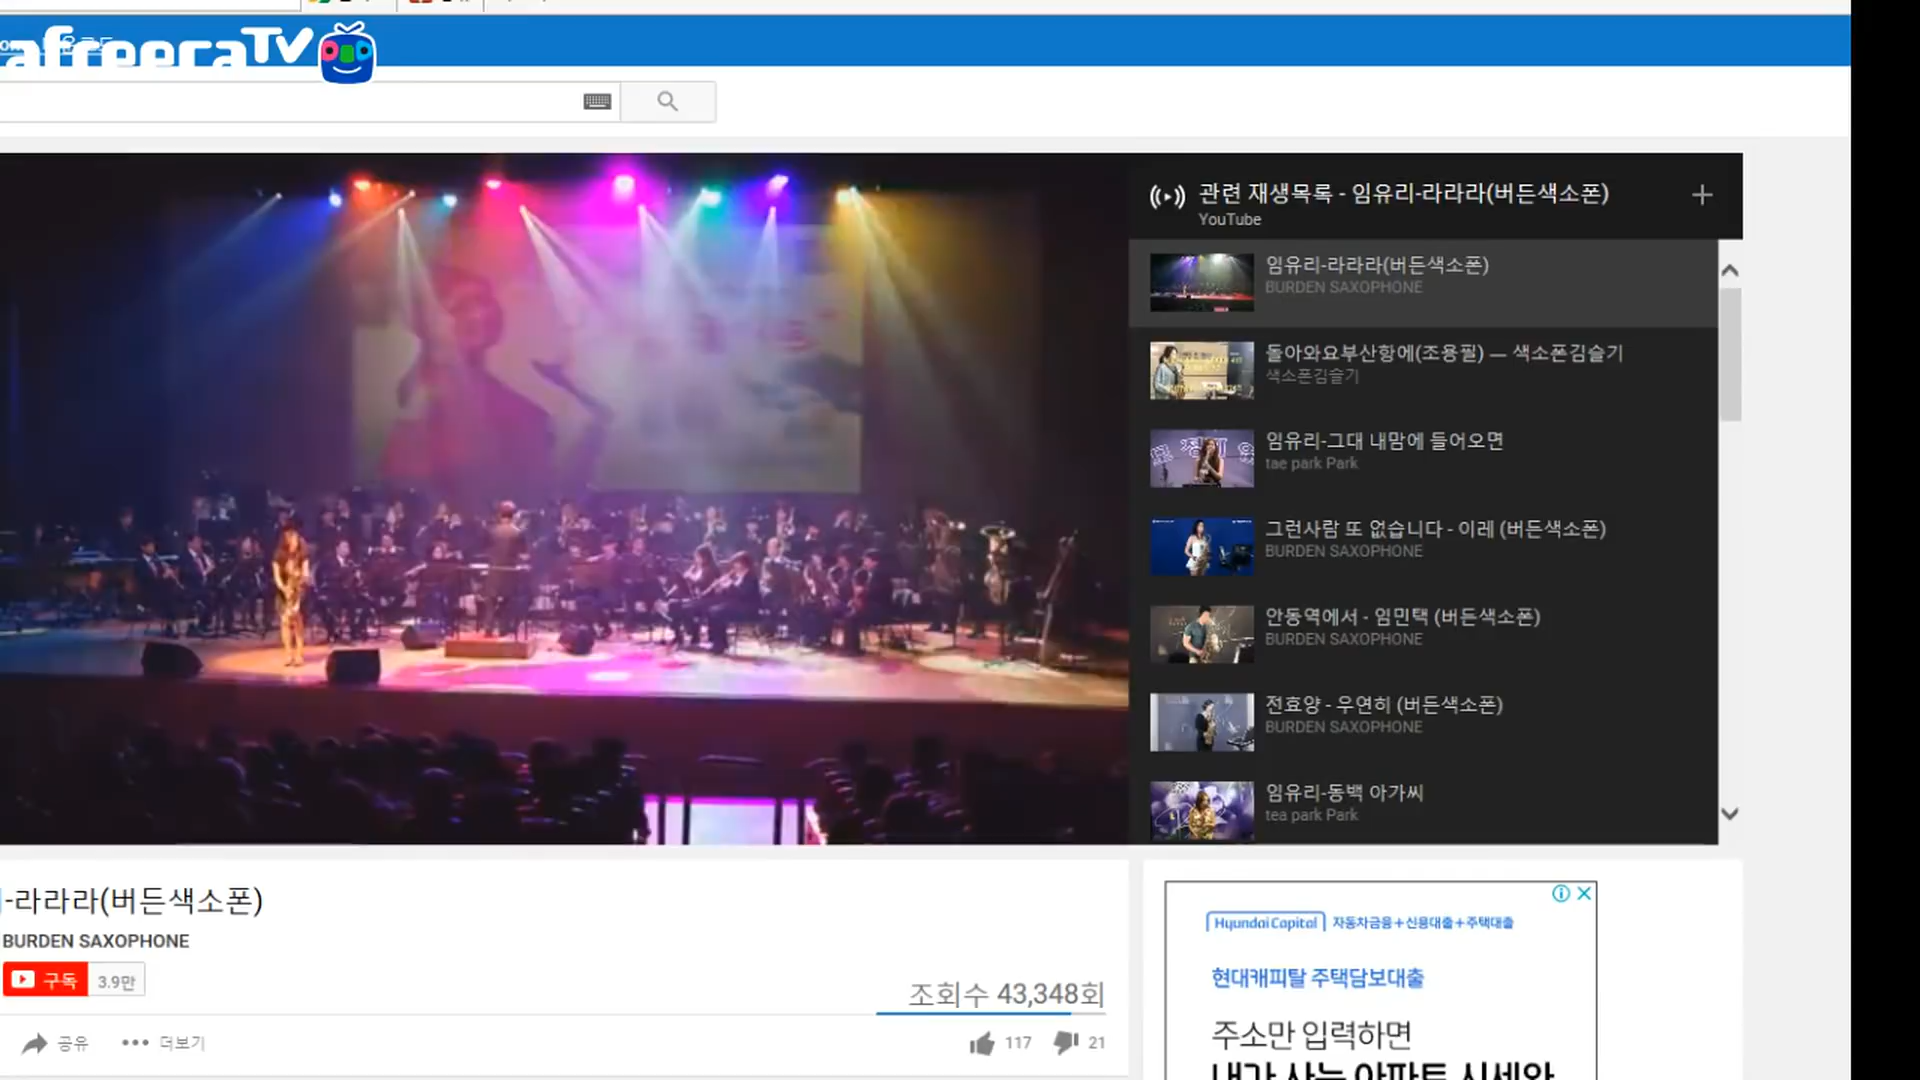 afreecaTV
관련 재생목록 - 임유리-라라라(버든색소폰)
YouTube
임유리-라라라(버든색소폰)
BURDEN SAXOPHONE
돌아와요부산항에(조용필) — 색소폰김슬기
색소폰김슬기
임유리-그대 내맘에 들어오면
tae park Park
그런사람 또 없습니다 - 이레 (버든색소폰)
BURDEN SAXOPHONE
안동역에서 - 임민택 (버든색소폰)
BURDEN SAXOPHONE
전효양 - 우연히 (버든색소폰)
BURDEN SAXOPHONE
임유리-동백 아가씨
tea park Park
-라라라(버든색소폰)
BURDEN SAXOPHONE
구독 3.9만
조회수 43,348회
공유 더보기 117 21
Hyundai Capital 자동차금융+신용대출+주택대출
현대캐피탈 주택담보대출
주소만 입력하면
내가 사는 아파트 시세와